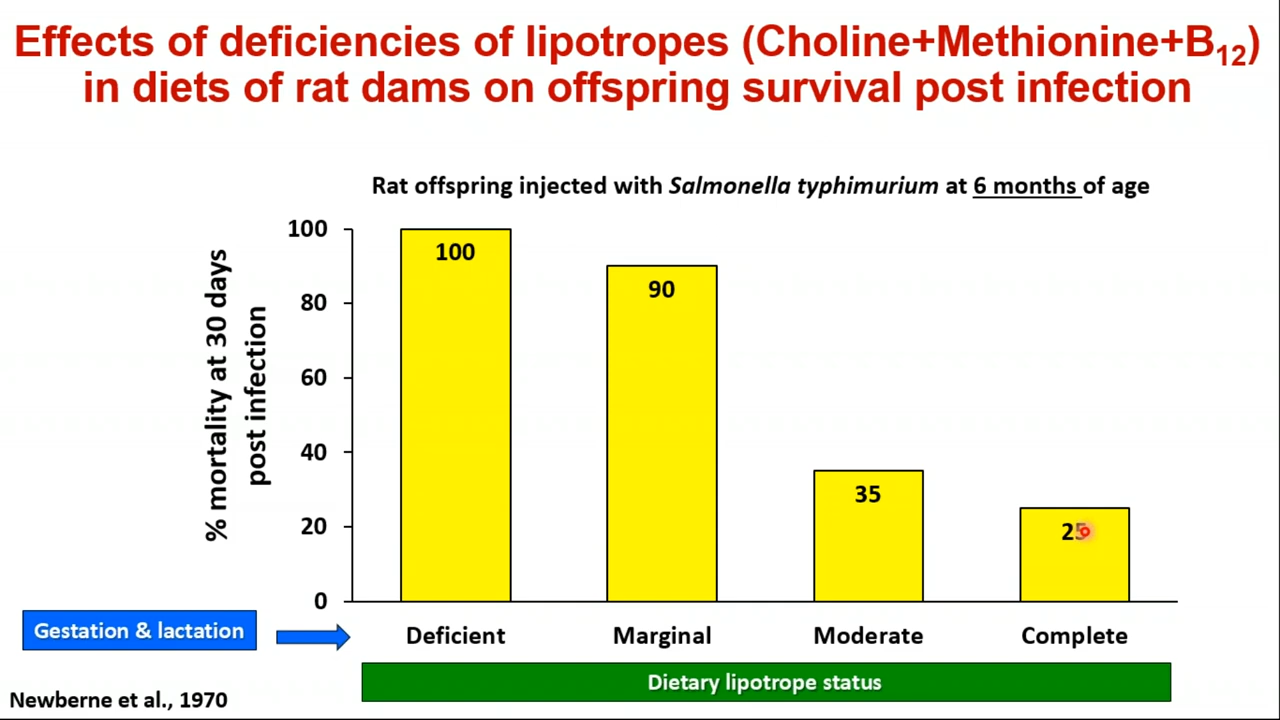 Effects of deficiencies of lipotropes (Choline+Methionine+B12)
in diets of rat dams on offspring survival post infection
Rat offspring injected with Salmonella typhimurium at 6 months of age
% mortality at 30 days
post infection
100
80
60
40
20
0
100
90
35
25
Gestation & lactation
Deficient
Marginal
Moderate
Complete
Dietary lipotrope status
Newberne et al., 1970